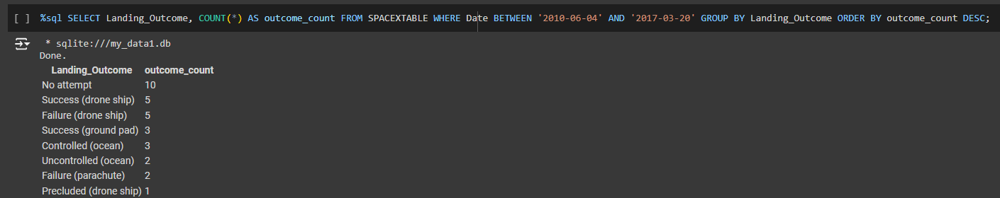 [ ] %sql SELECT Landing_Outcome, COUNT(*) AS outcome_count FROM SPACEXTABLE WHERE Date BETWEEN '2010-06-04' AND '2017-03-20' GROUP BY Landing_Outcome ORDER BY outcome_count DESC;
* sqlite:///my_data1.db
Done.
Landing_Outcome outcome_count
No attempt 10
Success (drone ship) 5
Failure (drone ship) 5
Success (ground pad) 3
Controlled (ocean) 3
Uncontrolled (ocean) 2
Failure (parachute) 2
Precluded (drone ship) 1